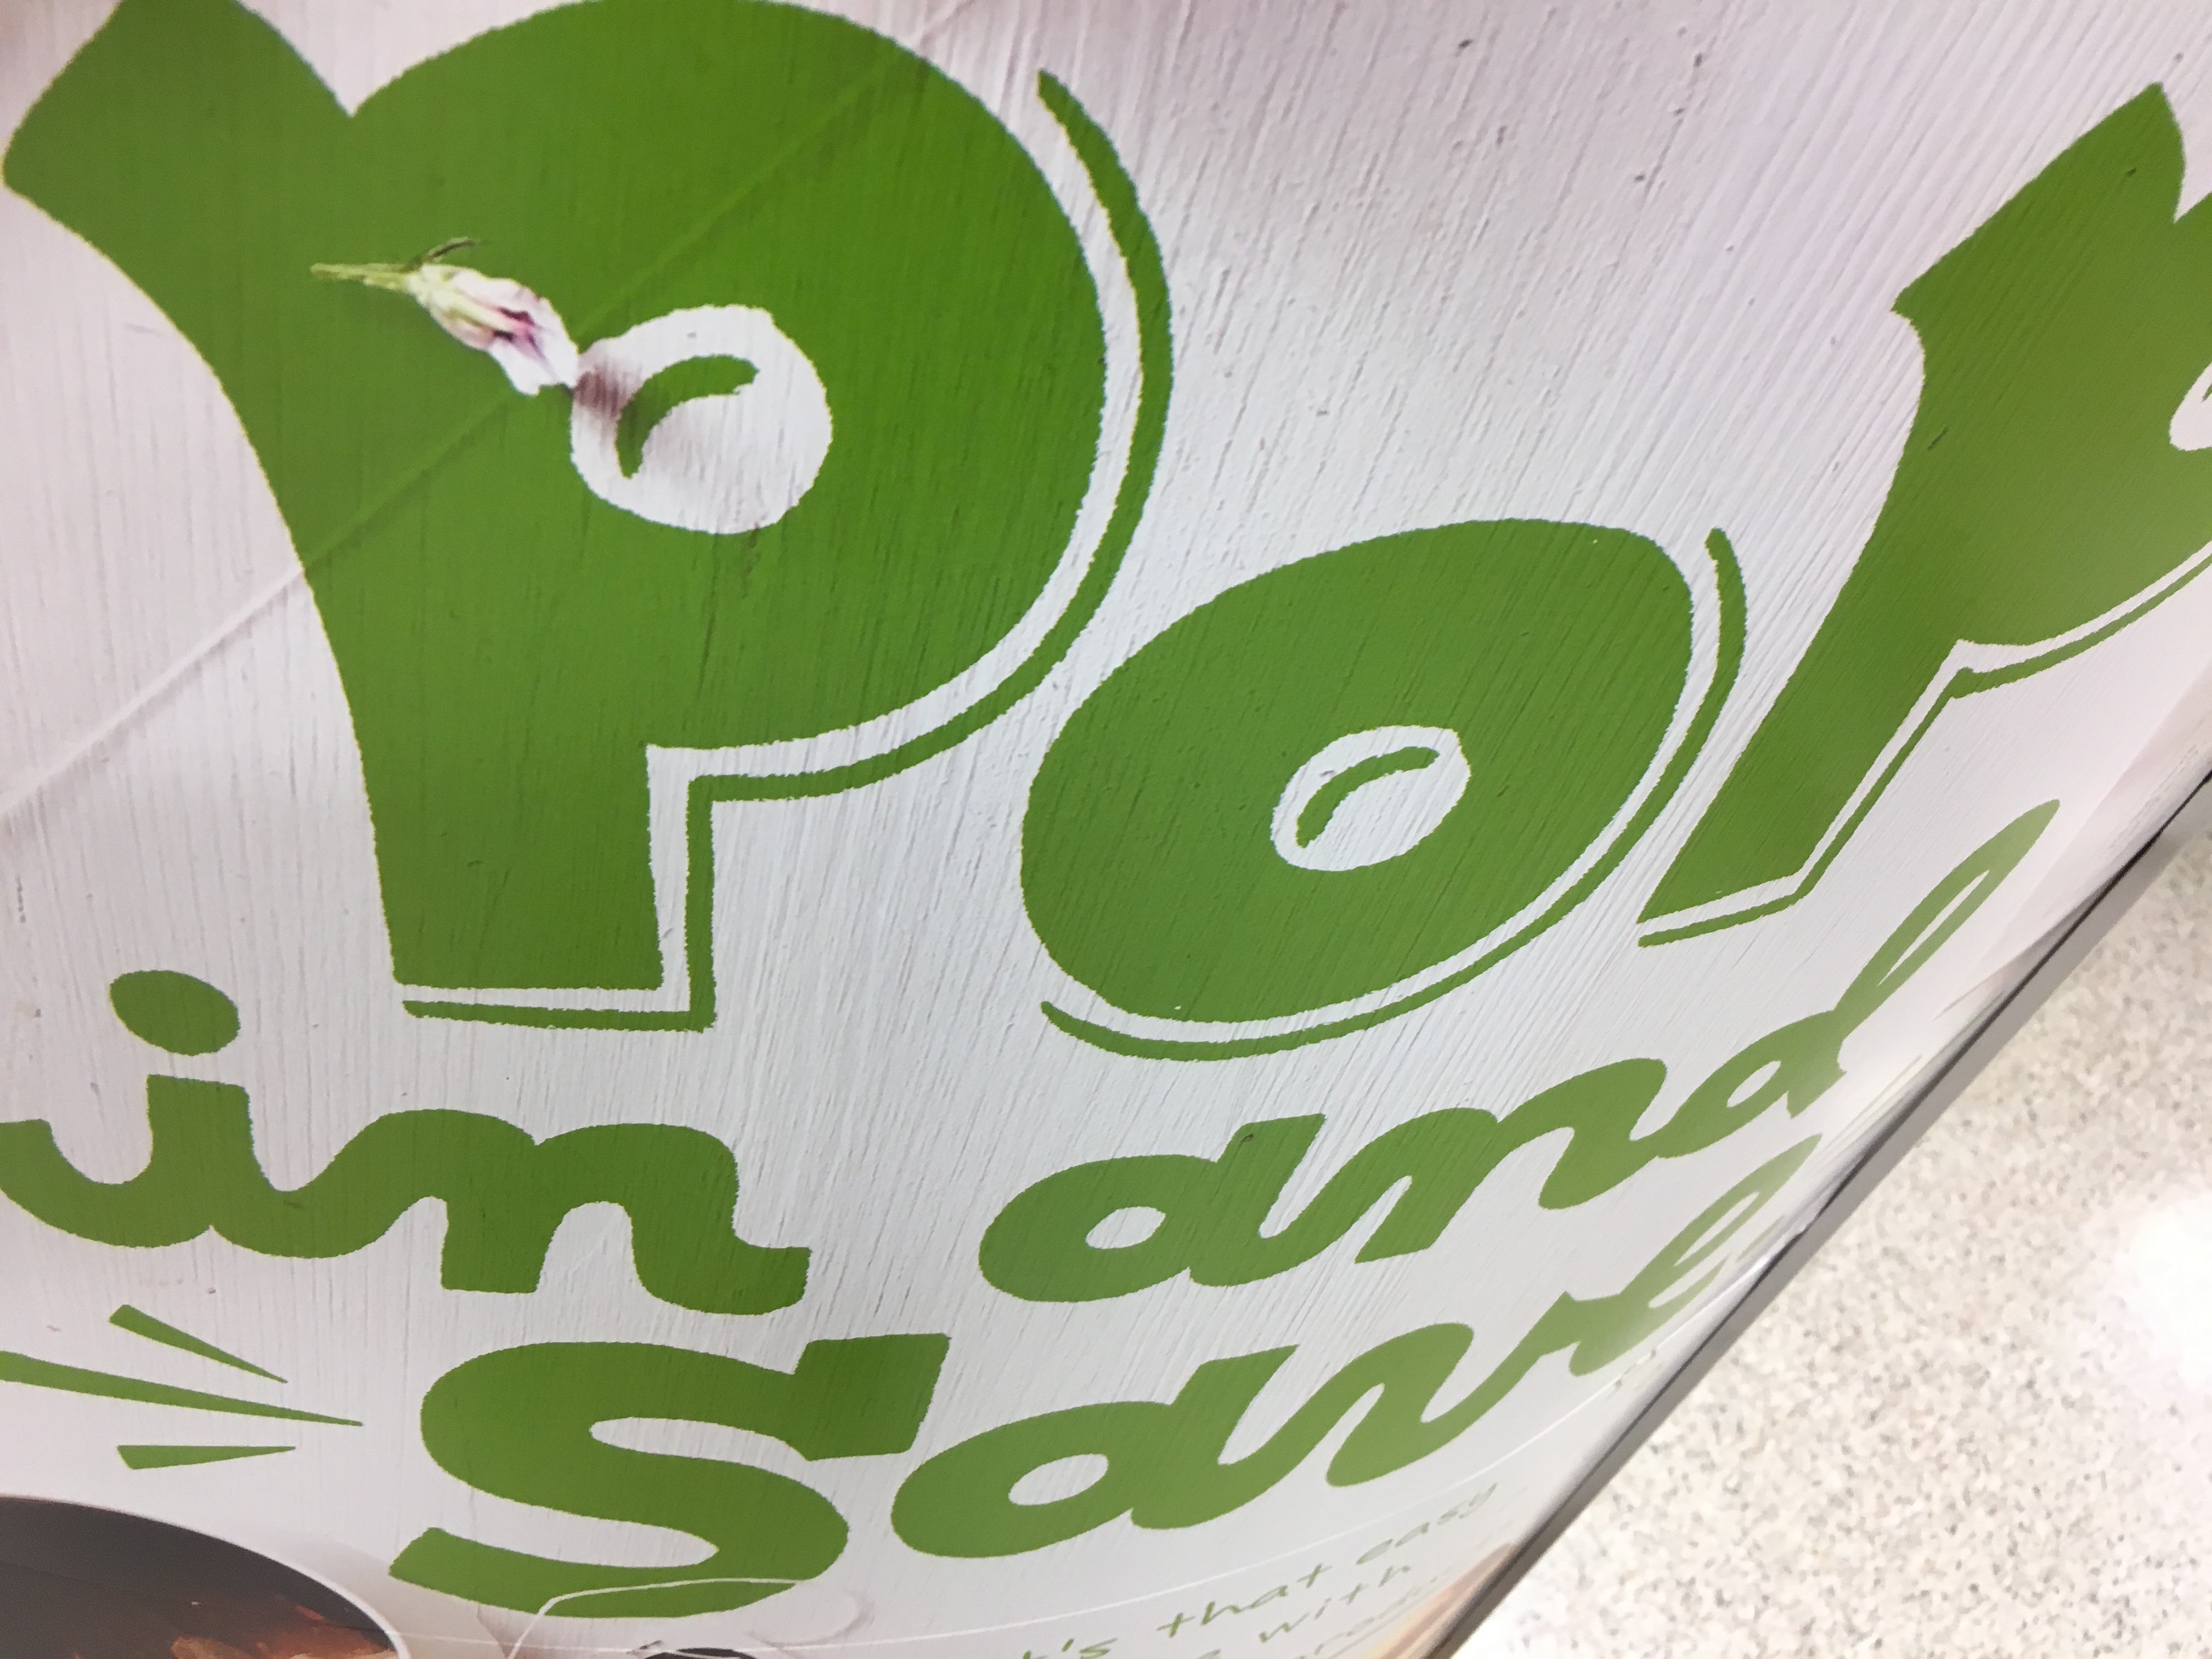 Pop
in and
Save
that easy
with